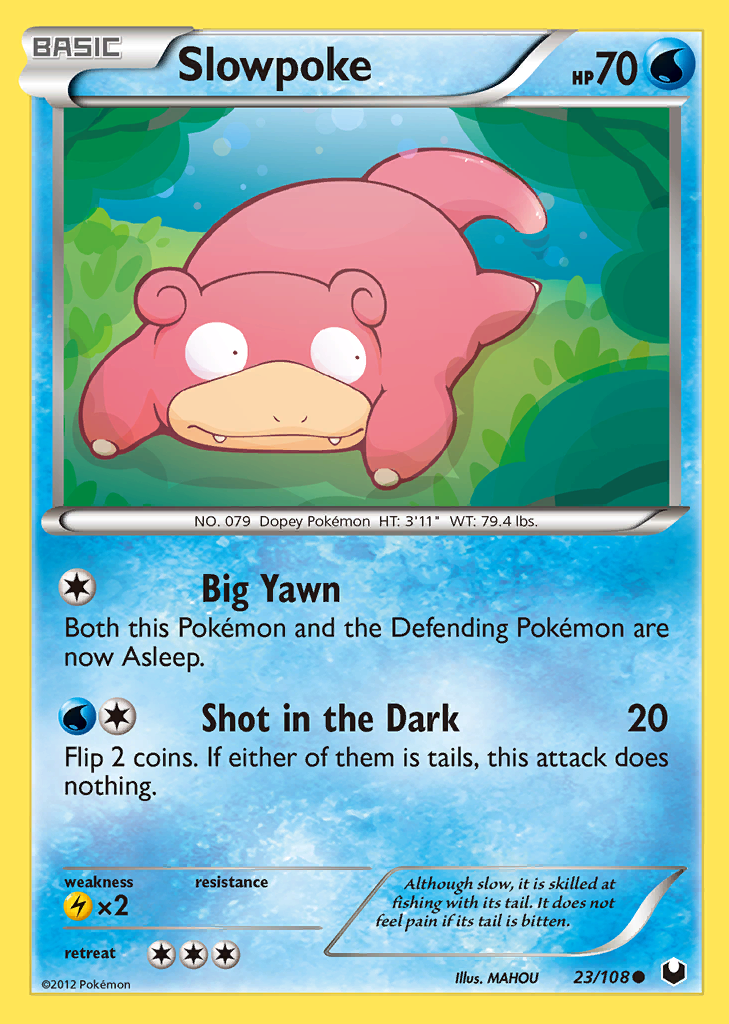 BASIC
Slowpoke
HP70
NO. 079 Dopey Pokémon HT: 3'11" WT: 79.4 lbs.
Big Yawn
Both this Pokémon and the Defending Pokémon are
now Asleep.
Shot in the Dark 20
Flip 2 coins. If either of them is tails, this attack does
nothing.
weakness resistance
×2
Although slow, it is skilled at
fishing with its tail. It does not
feel pain if its tail is bitten.
retreat
©2012 Pokémon
Illus. MAHOU 23/108